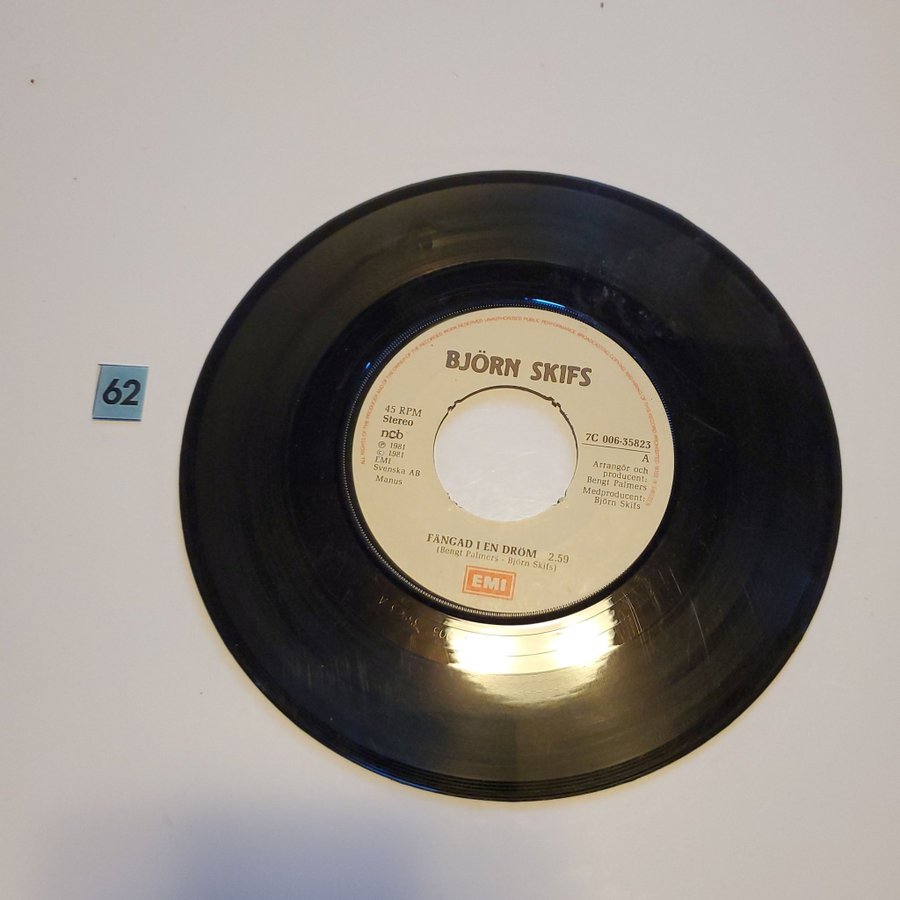 62
BJÖRN SKIFS
45 RPM
Stereo
ncb
℗ 1981
© 1981
EMI
Svenska AB
Manus
7C 006-35823
A
Arrangör och
producent:
Bengt Palmers
Medproducent:
Björn Skifs
FÅNGAD I EN DRÖM 2.59
(Bengt Palmers - Björn Skifs)
EMI